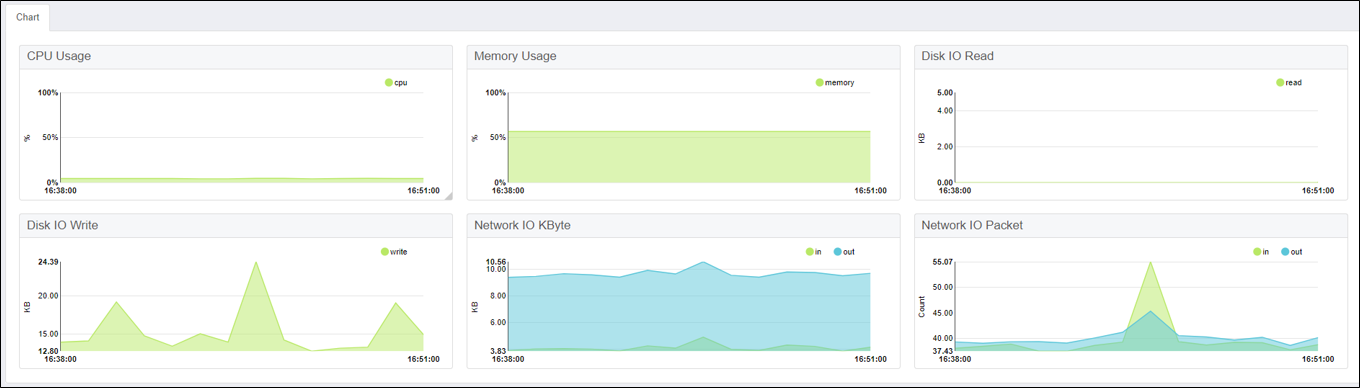 Chart
CPU Usage
cpu
100%
50%
0%
%
16:38:00
16:51:00
Memory Usage
memory
100%
50%
0%
%
16:38:00
16:51:00
Disk IO Read
read
5.00
4.00
2.00
0.00
KB
16:38:00
16:51:00
Disk IO Write
write
24.39
20.00
15.00
12.80
KB
16:38:00
16:51:00
Network IO KByte
in
out
10.56
10.00
8.00
6.00
3.83
KB
16:38:00
16:51:00
Network IO Packet
in
out
55.07
50.00
45.00
40.00
37.43
Count
16:38:00
16:51:00